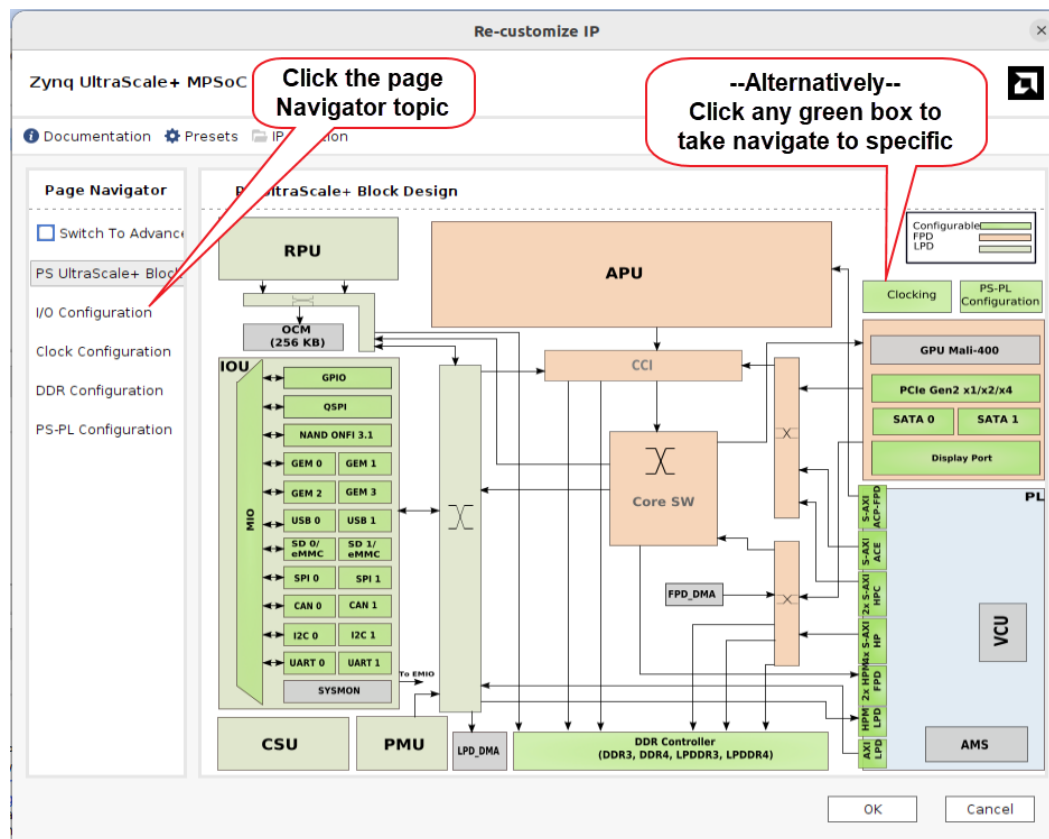 Re-customize IP
Zynq UltraScale+ MPSoC
Click the page
Navigator topic
--Alternatively--
Click any green box to
take navigate to specific
Documentation
Presets
IP
Page Navigator
Switch To Advance
PS UltraScale+ Block
I/O Configuration
Clock Configuration
DDR Configuration
PS-PL Configuration
UltraScale+ Block Design
Configurable
FPD
LPD
RPU
APU
Clocking
PS-PL
Configuration
OCM
(256 KB)
CCI
GPU Mali-400
PCIe Gen2 x1/x2/x4
SATA 0
SATA 1
Display Port
IOU
MIO
GPIO
QSPI
NAND ONFI 3.1
GEM 0
GEM 1
GEM 2
GEM 3
USB 0
USB 1
SD 0/
eMMC
SD 1/
eMMC
SPI 0
SPI 1
CAN 0
CAN 1
I2C 0
I2C 1
UART 0
UART 1
SYSMON
To EMIO
Core SW
FPD_DMA
PL
S-AXI
ACP-FPD
S-AXI
ACE
2x S-AXI
HPC
4x S-AXI
HP
2x HPM
FPD
HPM
LPD
AXI
LPD
VCU
AMS
CSU
PMU
LPD_DMA
DDR Controller
(DDR3, DDR4, LPDDR3, LPDDR4)
OK
Cancel